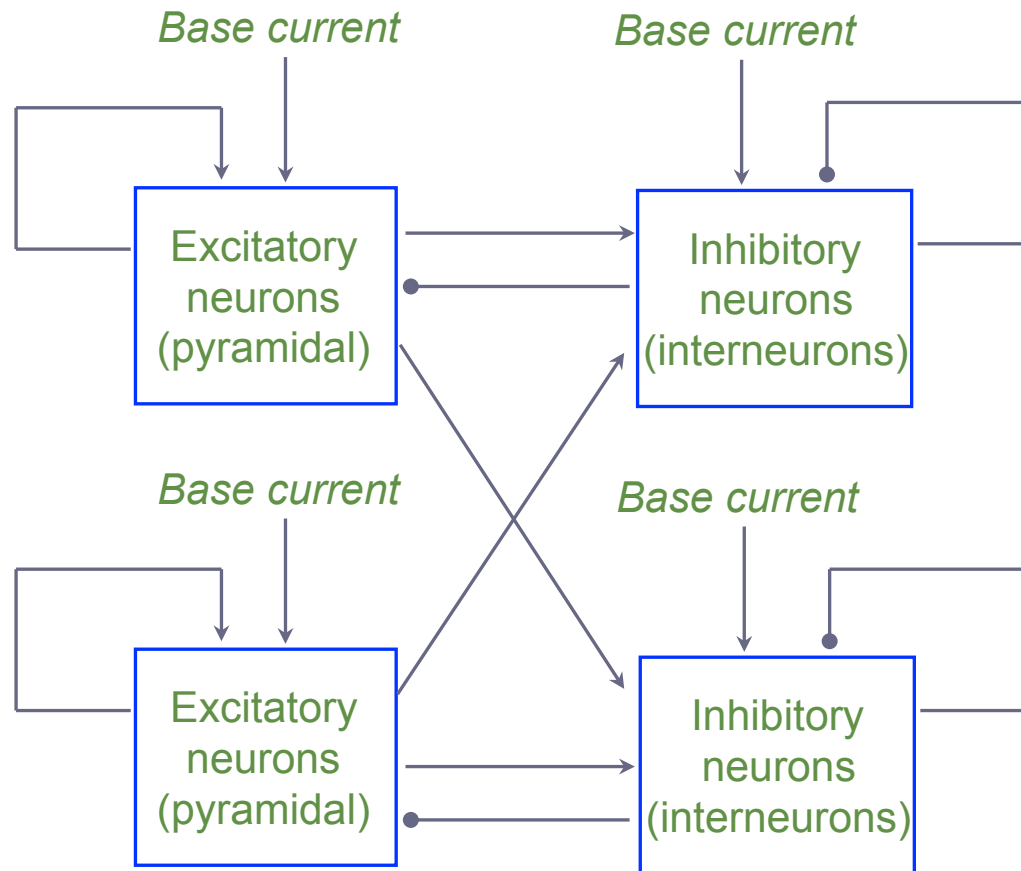 Base current
Base current
Excitatory
neurons
(pyramidal)
Inhibitory
neurons
(interneurons)
Base current
Base current
Excitatory
neurons
(pyramidal)
Inhibitory
neurons
(interneurons)